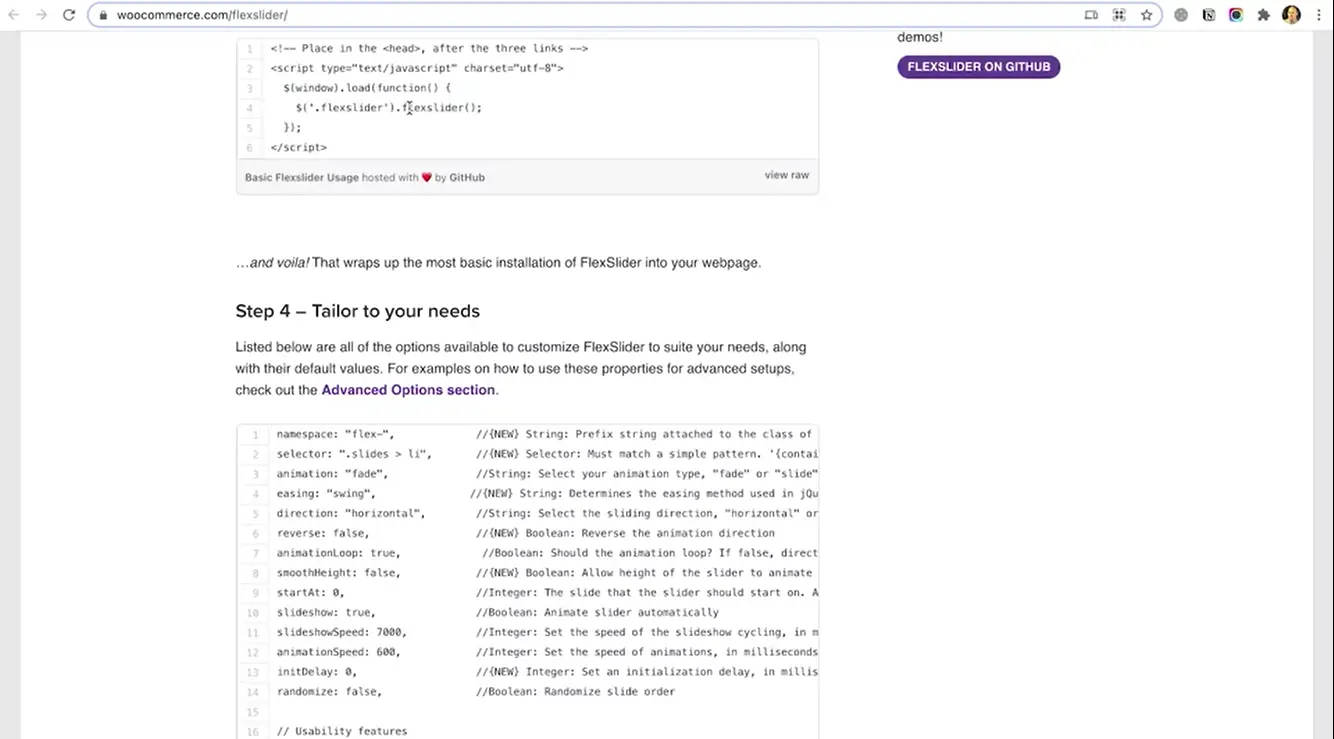 woocommerce.com/flexslider/
demos!
FLEXSLIDER ON GITHUB
1 <!-- Place in the <head>, after the three links -->
2 <script type="text/javascript" charset="utf-8">
3 $(window).load(function() {
4 $('.flexslider').flexslider();
5 });
6 </script>
Basic Flexslider Usage hosted with ❤ by GitHub
view raw
…and voila! That wraps up the most basic installation of FlexSlider into your webpage.
Step 4 – Tailor to your needs
Listed below are all of the options available to customize FlexSlider to suite your needs, along
with their default values. For examples on how to use these properties for advanced setups,
check out the Advanced Options section.
1 namespace: "flex-", //{NEW} String: Prefix string attached to the class of
2 selector: ".slides > li", //{NEW} Selector: Must match a simple pattern. '{contai
3 animation: "fade", //String: Select your animation type, "fade" or "slide"
4 easing: "swing", //{NEW} String: Determines the easing method used in jQu
5 direction: "horizontal", //String: Select the sliding direction, "horizontal" or
6 reverse: false, //{NEW} Boolean: Reverse the animation direction
7 animationLoop: true, //Boolean: Should the animation loop? If false, direct
8 smoothHeight: false, //{NEW} Boolean: Allow height of the slider to animate
9 startAt: 0, //Integer: The slide that the slider should start on. A
10 slideshow: true, //Boolean: Animate slider automatically
11 slideshowSpeed: 7000, //Integer: Set the speed of the slideshow cycling, in m
12 animationSpeed: 600, //Integer: Set the speed of animations, in milliseconds
13 initDelay: 0, //{NEW} Integer: Set an initialization delay, in millis
14 randomize: false, //Boolean: Randomize slide order
15
16 // Usability features